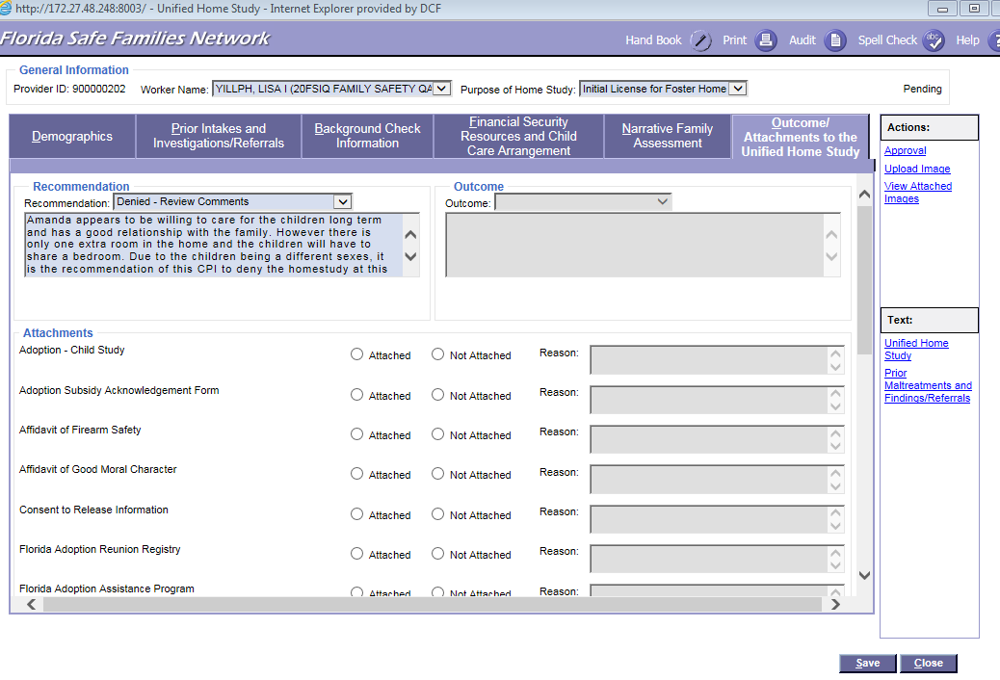 http://172.27.48.248:8003/ - Unified Home Study - Internet Explorer provided by DCF
Florida Safe Families Network
Hand Book Print Audit Spell Check abc Help ?
General Information
Provider ID: 900000202 Worker Name: YILLPH, LISA I (20FSIQ FAMILY SAFETY QA Purpose of Home Study: Initial License for Foster Home Pending
Demographics
Prior Intakes and
Investigations/Referrals
Background Check
Information
Financial Security
Resources and Child
Care Arrangement
Narrative Family
Assessment
Outcome/
Attachments to the
Unified Home Study
Recommendation
Recommendation: Denied - Review Comments
Amanda appears to be willing to care for the children long term
and has a good relationship with the family. However there is
only one extra room in the home and the children will have to
share a bedroom. Due to the children being a different sexes, it
is the recommendation of this CPI to deny the homestudy at this
Outcome
Outcome:
Attachments
Adoption - Child Study Attached Not Attached Reason:
Adoption Subsidy Acknowledgement Form Attached Not Attached Reason:
Affidavit of Firearm Safety Attached Not Attached Reason:
Affidavit of Good Moral Character Attached Not Attached Reason:
Consent to Release Information Attached Not Attached Reason:
Florida Adoption Reunion Registry Attached Not Attached Reason:
Florida Adoption Assistance Program Attached Not Attached Reason:
Actions:
Approval
Upload Image
View Attached
Images
Text:
Unified Home
Study
Prior
Maltreatments and
Findings/Referrals
Save Close